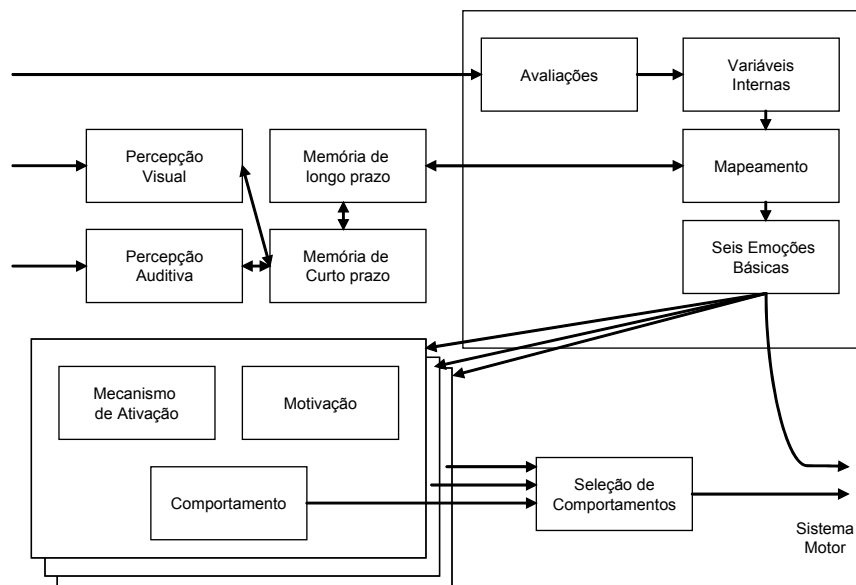 Avaliações
Variáveis
Internas
Percepção
Visual
Memória de
longo prazo
Mapeamento
Percepção
Auditiva
Memória de
Curto prazo
Seis Emoções
Básicas
Mecanismo
de Ativação
Motivação
Comportamento
Seleção de
Comportamentos
Sistema
Motor